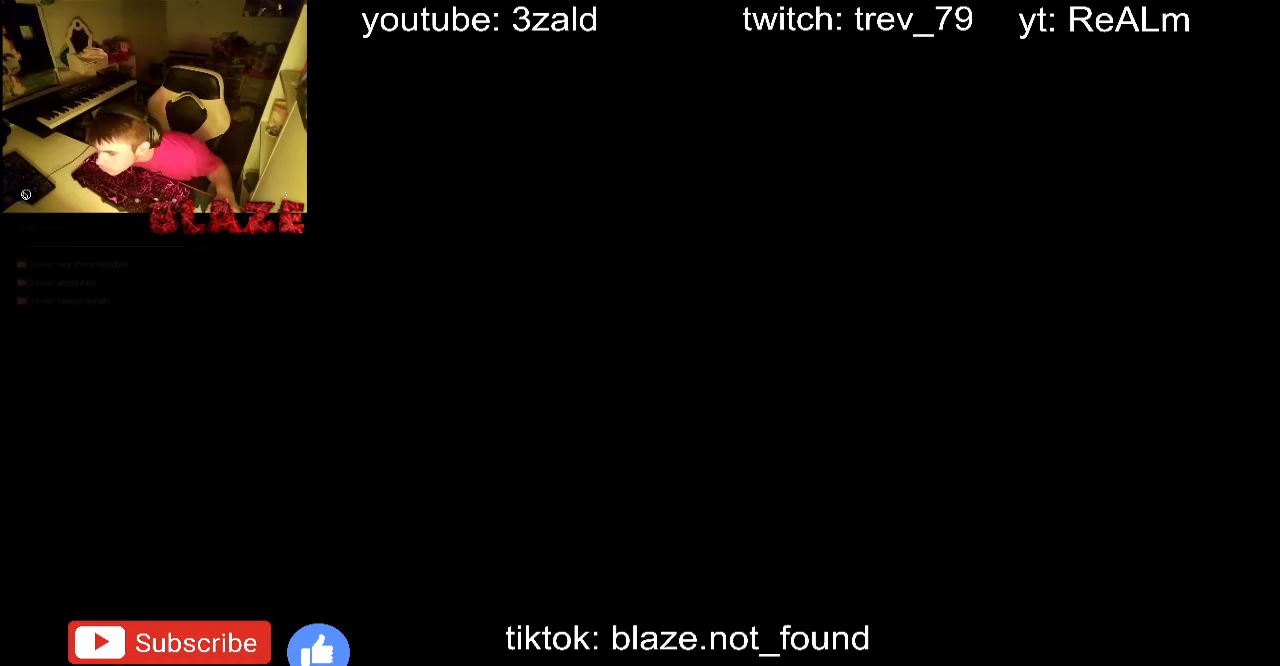 youtube: 3zald
twitch: trev_79
yt: ReALm
BLAZE
Subscribe
tiktok: blaze.not_found